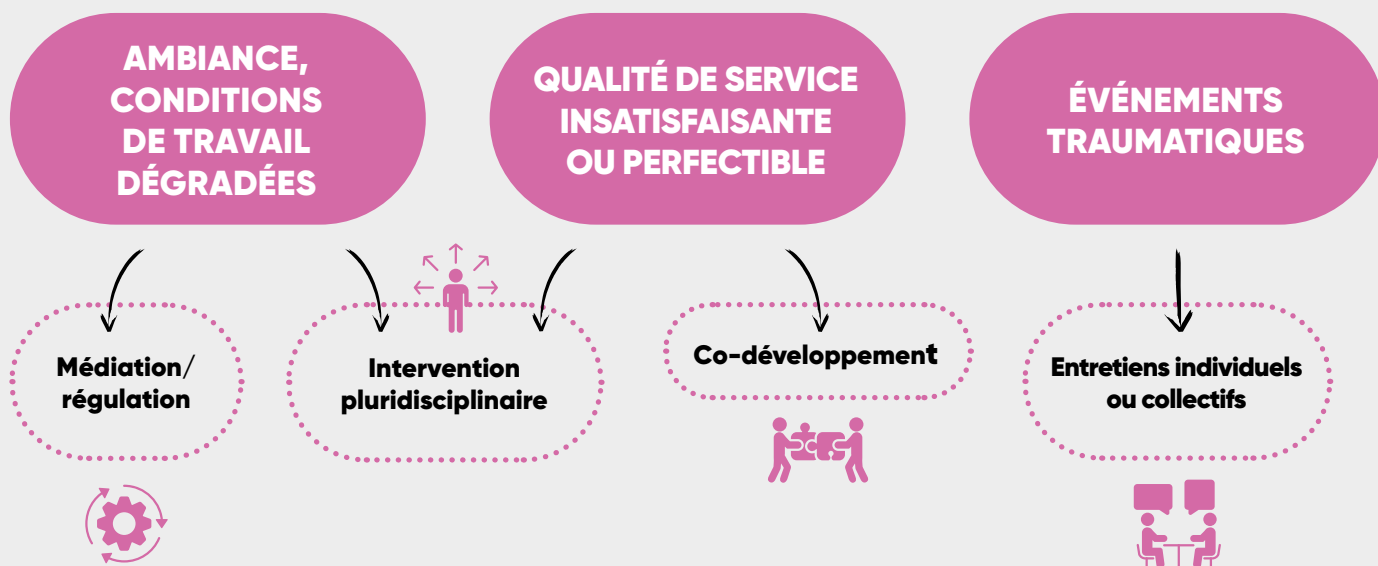 AMBIANCE,
CONDITIONS
DE TRAVAIL
DÉGRADÉES
QUALITÉ DE SERVICE
INSATISFAISANTE
OU PERFECTIBLE
ÉVÉNEMENTS
TRAUMATIQUES
Médiation/
régulation
Intervention
pluridisciplinaire
Co-développement
Entretiens individuels
ou collectifs